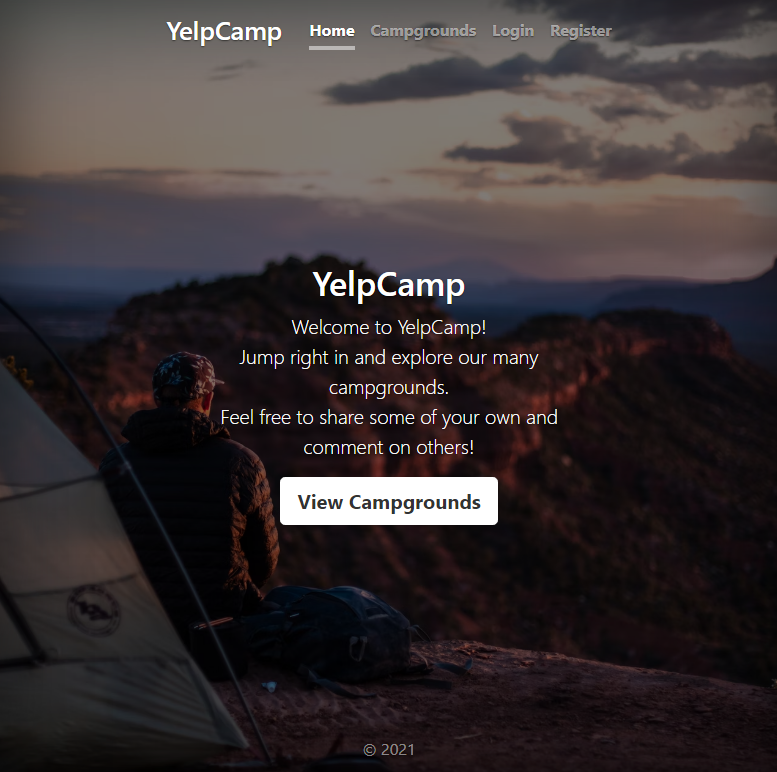 YelpCamp Home Campgrounds Login Register
YelpCamp
Welcome to YelpCamp!
Jump right in and explore our many
campgrounds.
Feel free to share some of your own and
comment on others!
View Campgrounds
© 2021